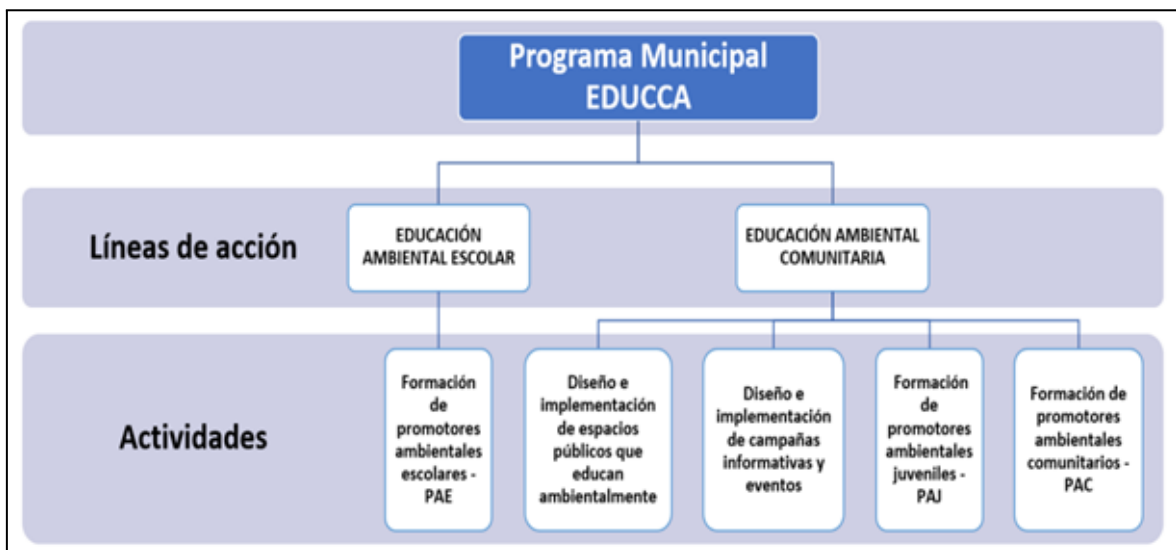 Programa Municipal
EDUCCA
Líneas de acción
EDUCACIÓN
AMBIENTAL ESCOLAR
EDUCACIÓN AMBIENTAL
COMUNITARIA
Actividades
Formación
de
promotores
ambientales
escolares -
PAE
Diseño e
implementación
de espacios
públicos que
educan
ambientalmente
Diseño e
implementación
de campañas
informativas y
eventos
Formación
de
promotores
ambientales
juveniles -
PAJ
Formación de
promotores
ambientales
comunitarios -
PAC